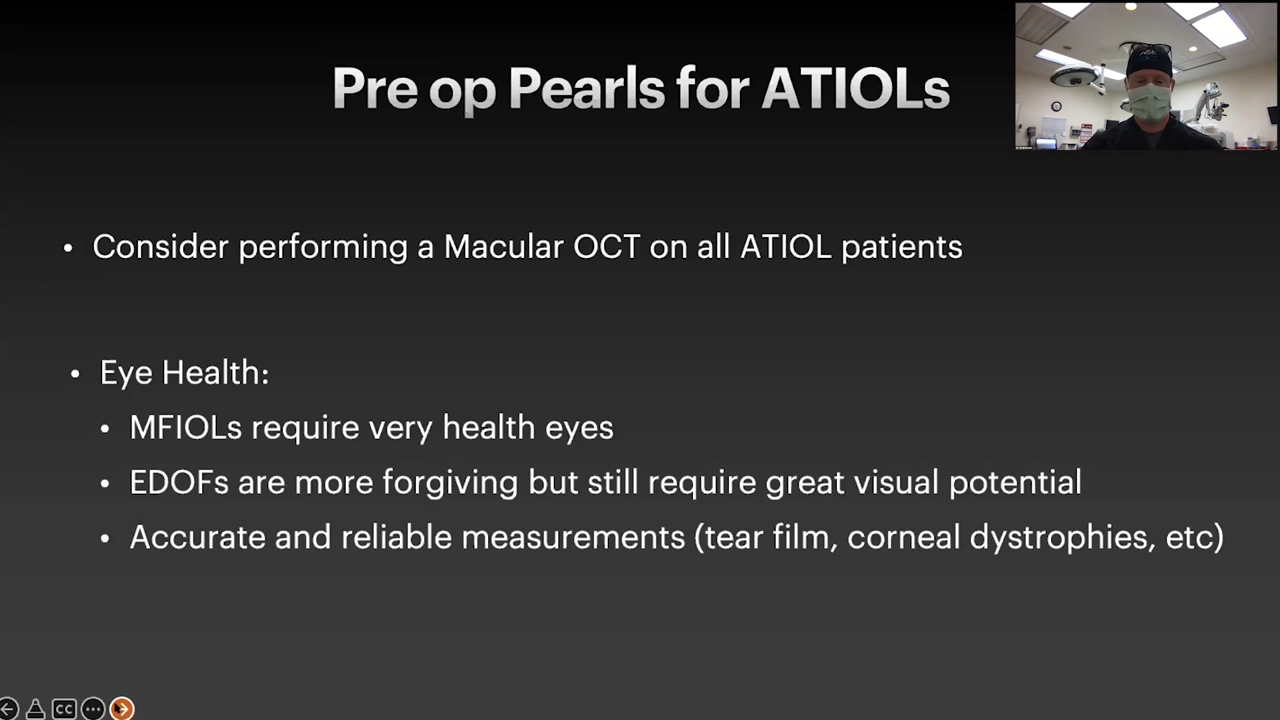 Pre op Pearls for ATIOLs
• Consider performing a Macular OCT on all ATIOL patients
• Eye Health:
• MFIOLs require very health eyes
• EDOFs are more forgiving but still require great visual potential
• Accurate and reliable measurements (tear film, corneal dystrophies, etc)
CC